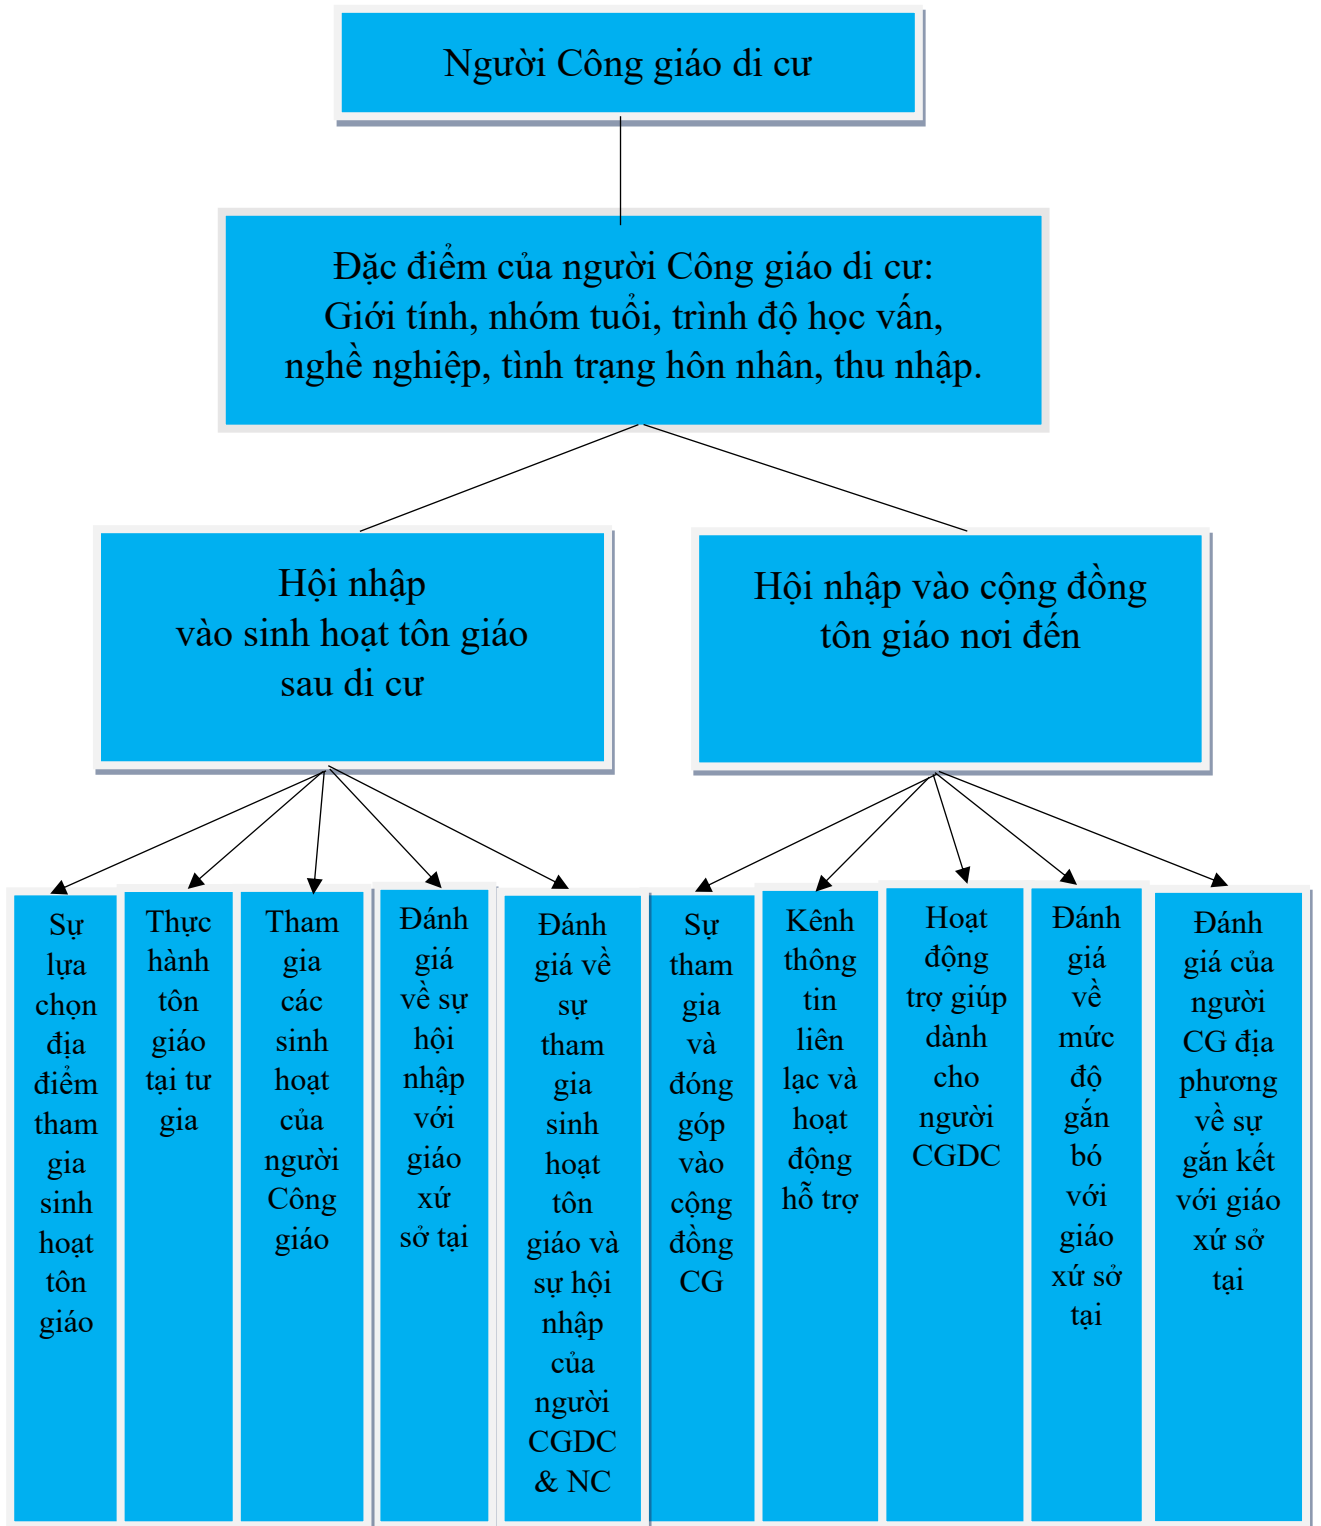 Người Công giáo di cư
Đặc điểm của người Công giáo di cư:
Giới tính, nhóm tuổi, trình độ học vấn,
nghề nghiệp, tình trạng hôn nhân, thu nhập.
Hội nhập
vào sinh hoạt tôn giáo
sau di cư
Hội nhập vào cộng đồng
tôn giáo nơi đến
Sự
lựa
chọn
địa
điểm
tham
gia
sinh
hoạt
tôn
giáo
Thực
hành
tôn
giáo
tại tư
gia
Tham
gia
các
sinh
hoạt
của
người
Công
giáo
Đánh
giá
về sự
hội
nhập
với
giáo
xứ
sở tại
Đánh
giá về
sự
tham
gia
sinh
hoạt
tôn
giáo và
sự hội
nhập
của
người
CGDC
& NC
Sự
tham
gia
và
đóng
góp
vào
cộng
đồng
CG
Kênh
thông
tin
liên
lạc và
hoạt
động
hỗ trợ
Hoạt
động
trợ giúp
dành
cho
người
CGDC
Đánh
giá
về
mức
độ
gắn
bó
với
giáo
xứ sở
tại
Đánh
giá của
người
CG địa
phương
về sự
gắn kết
với giáo
xứ sở
tại